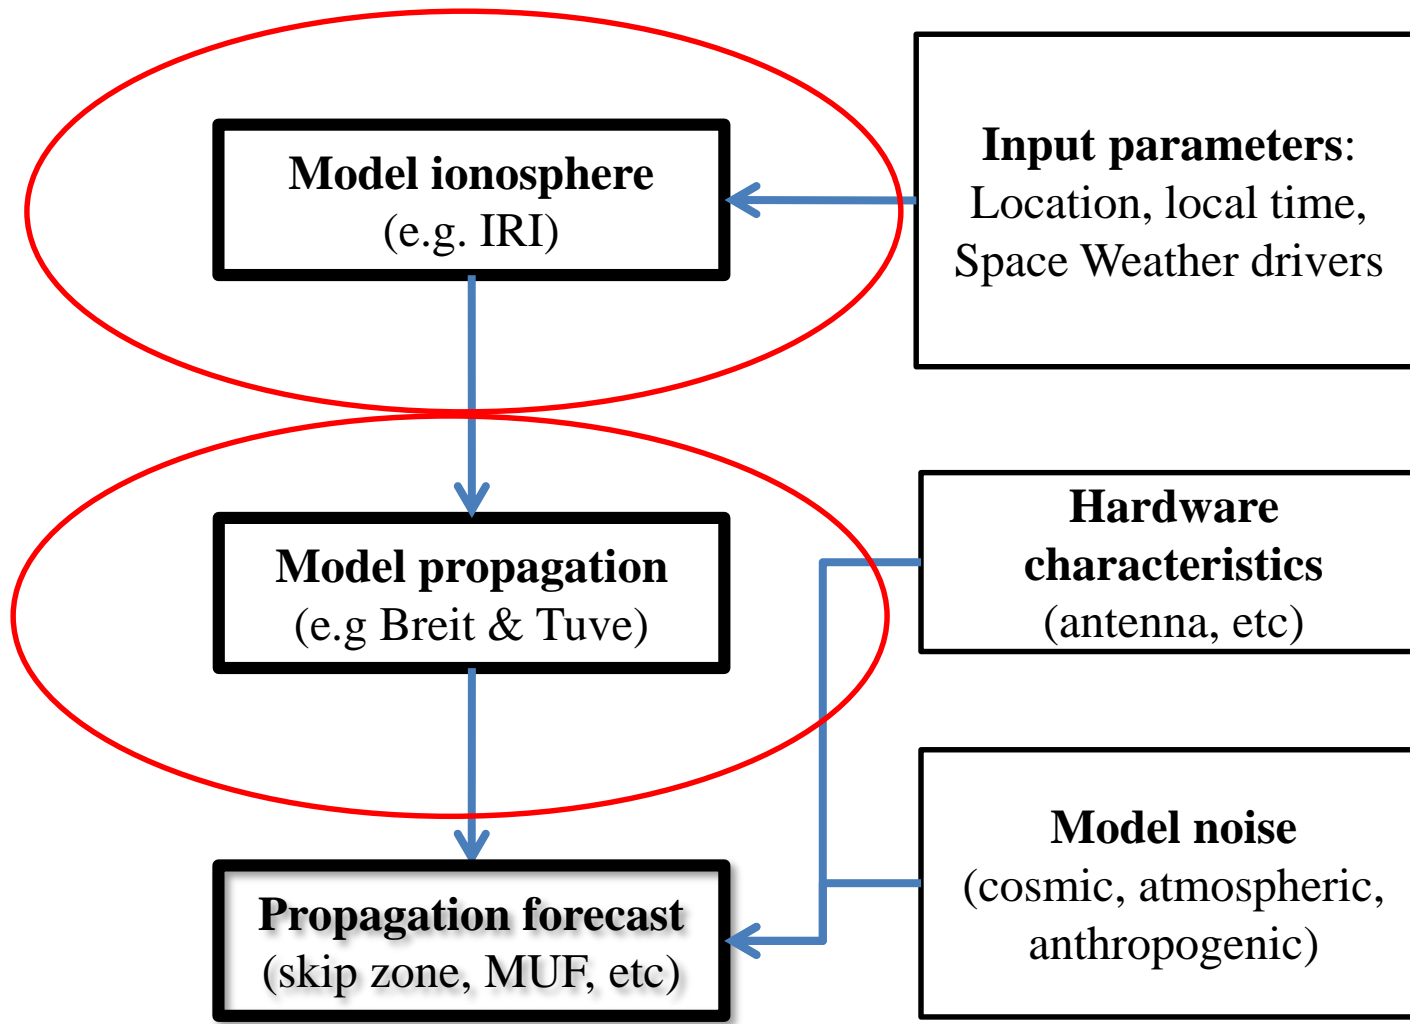 Model ionosphere
(e.g. IRI)
Input parameters:
Location, local time,
Space Weather drivers
Model propagation
(e.g Breit & Tuve)
Hardware
characteristics
(antenna, etc)
Model noise
(cosmic, atmospheric,
anthropogenic)
Propagation forecast
(skip zone, MUF, etc)